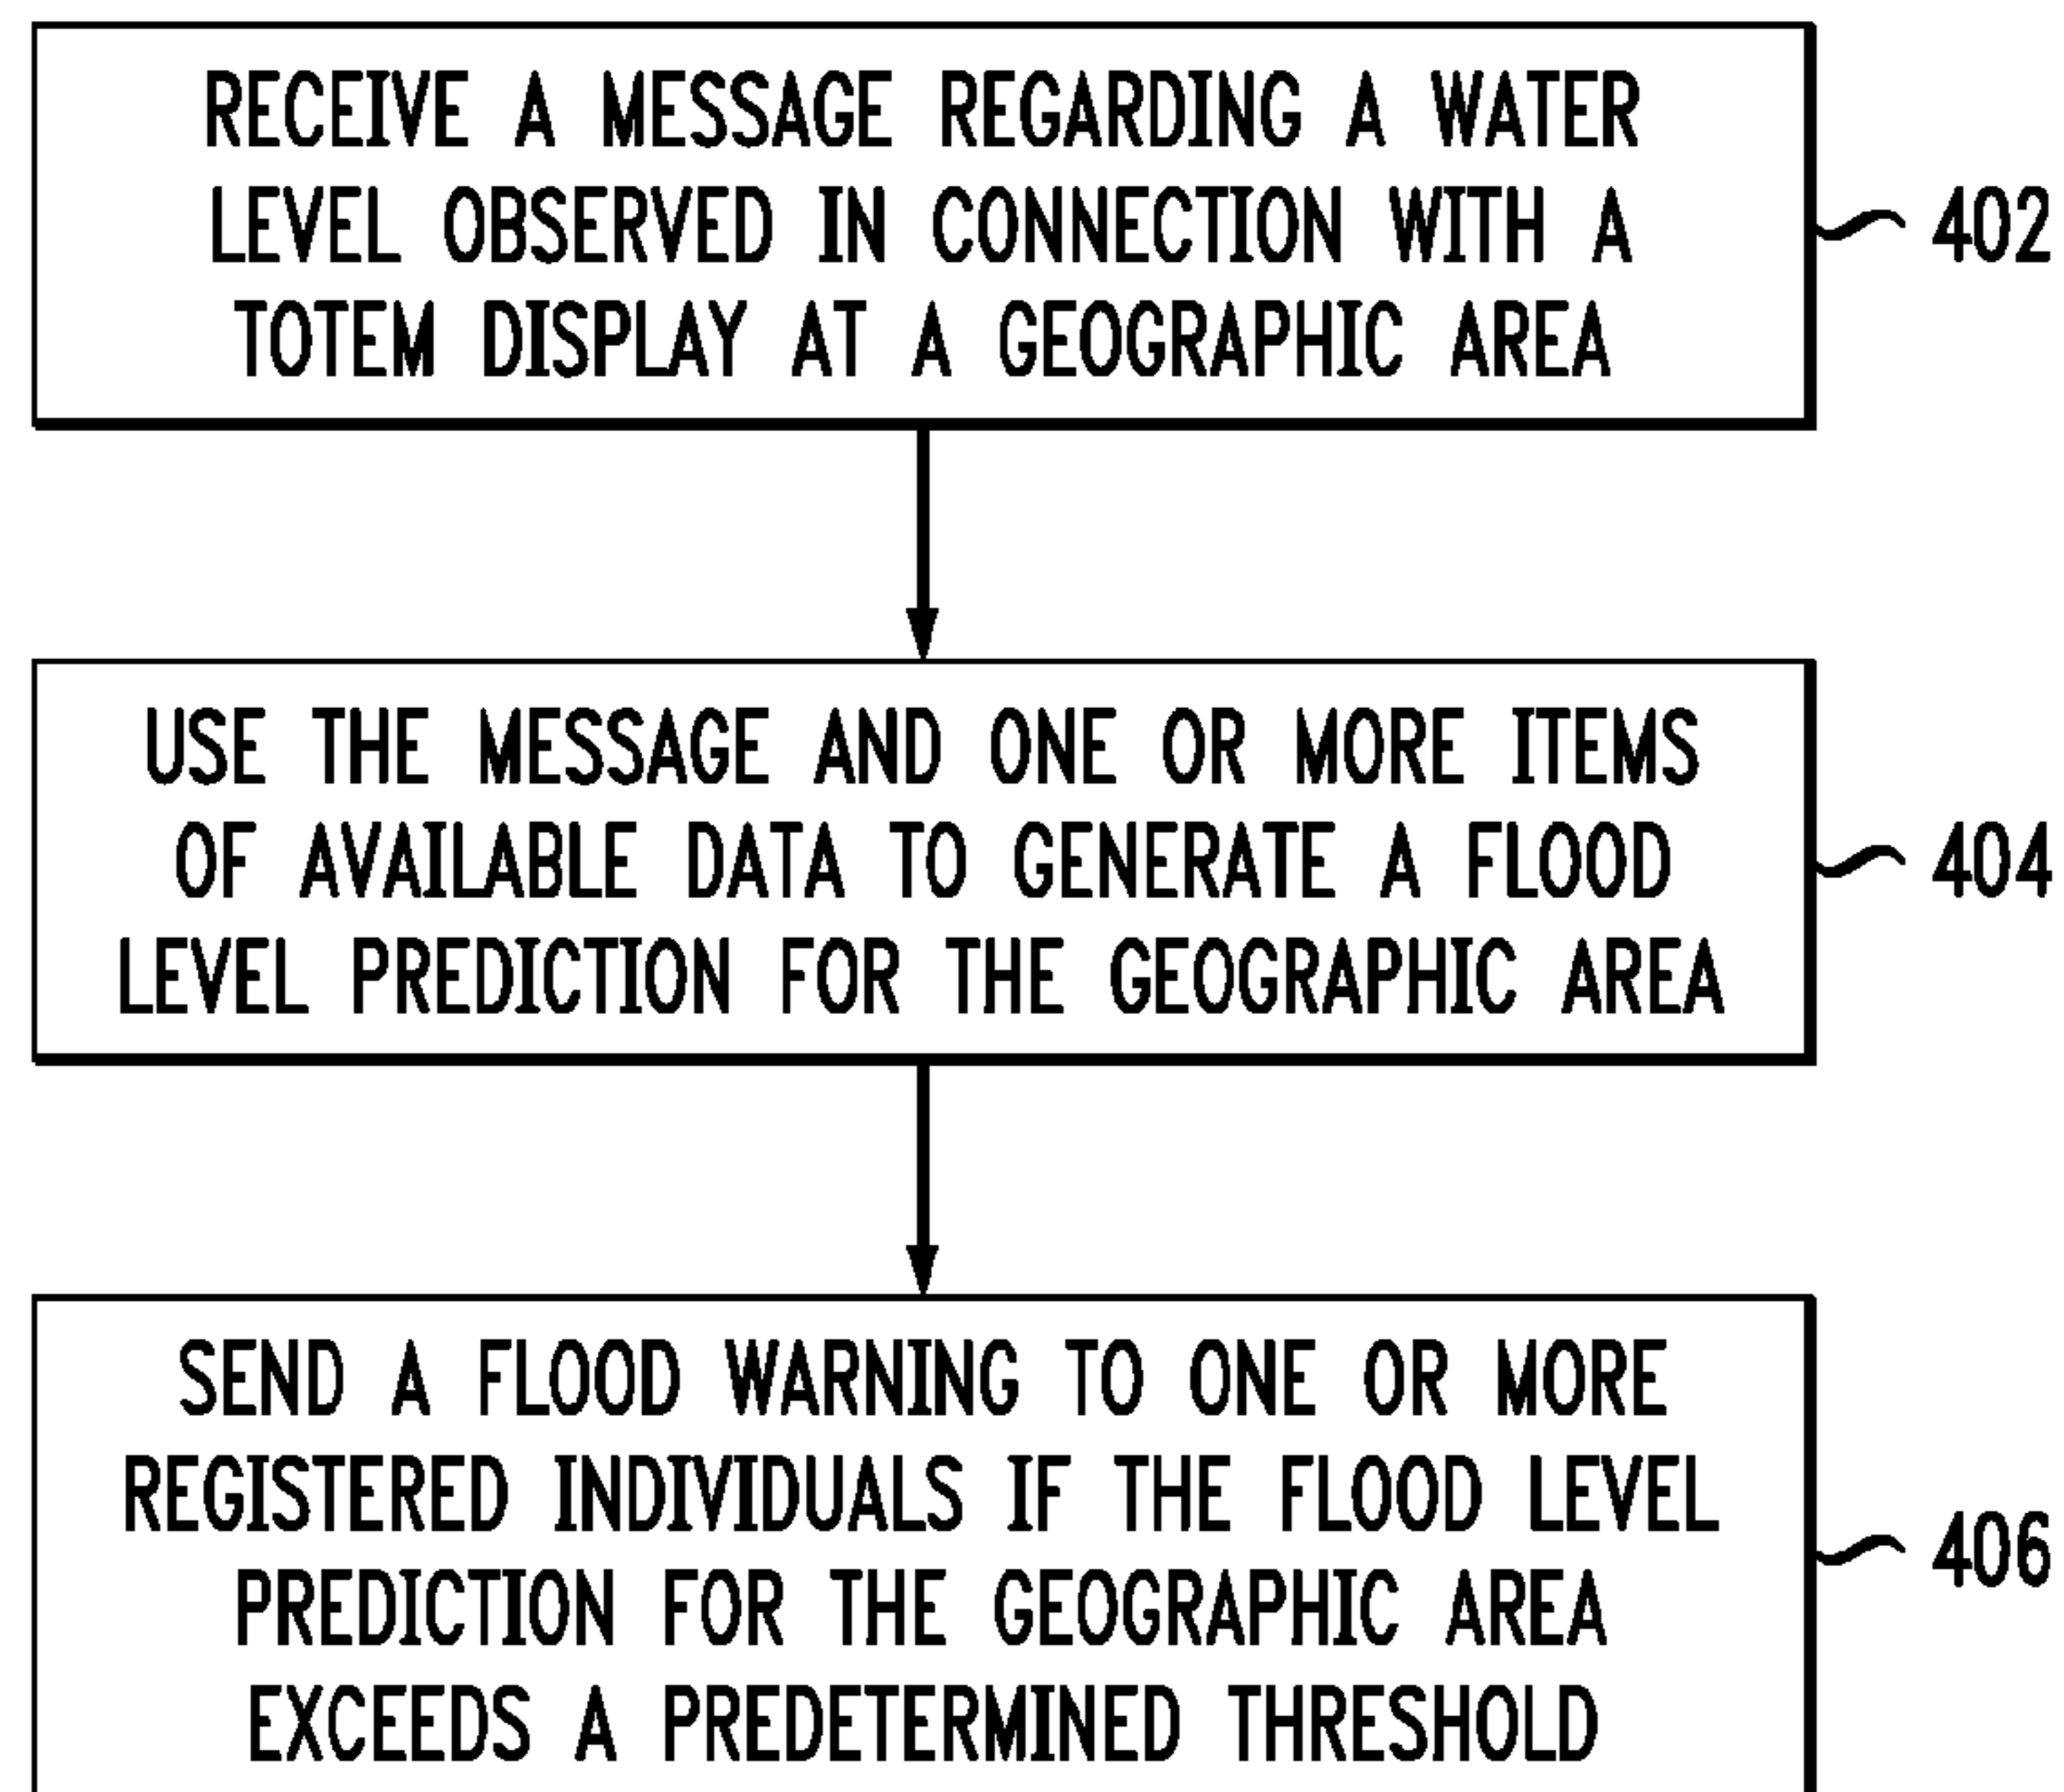 RECEIVE A MESSAGE REGARDING A WATER
LEVEL OBSERVED IN CONNECTION WITH A
TOTEM DISPLAY AT A GEOGRAPHIC AREA
402
USE THE MESSAGE AND ONE OR MORE ITEMS
OF AVAILABLE DATA TO GENERATE A FLOOD
LEVEL PREDICTION FOR THE GEOGRAPHIC AREA
404
SEND A FLOOD WARNING TO ONE OR MORE
REGISTERED INDIVIDUALS IF THE FLOOD LEVEL
PREDICTION FOR THE GEOGRAPHIC AREA
EXCEEDS A PREDETERMINED THRESHOLD
406